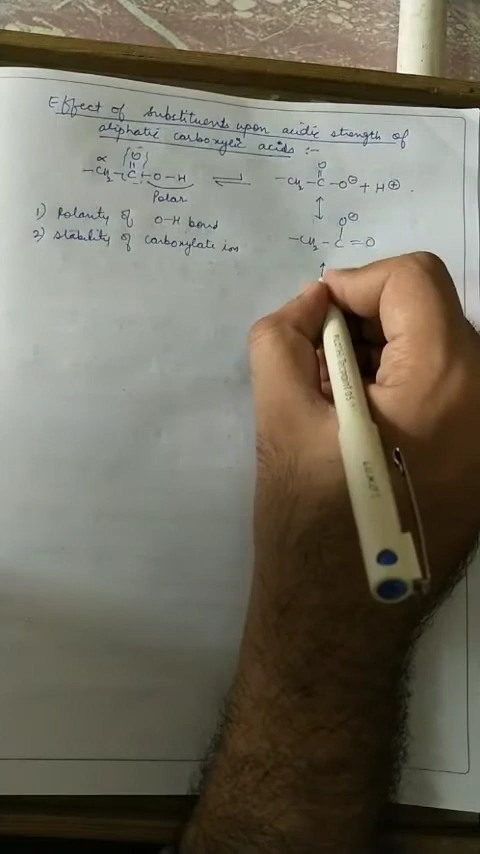 Effect of substituents upon acidic strength of
aliphatic carboxylic acids :-
α
-CH₂-C-O-H ⇌ -CH₂-C-O⊖ + H⊕
O
O
Polar
1) Polarity of O-H bond
2) Stability of carboxylate ion
O⊖
-CH₂-C=O
LUXOR